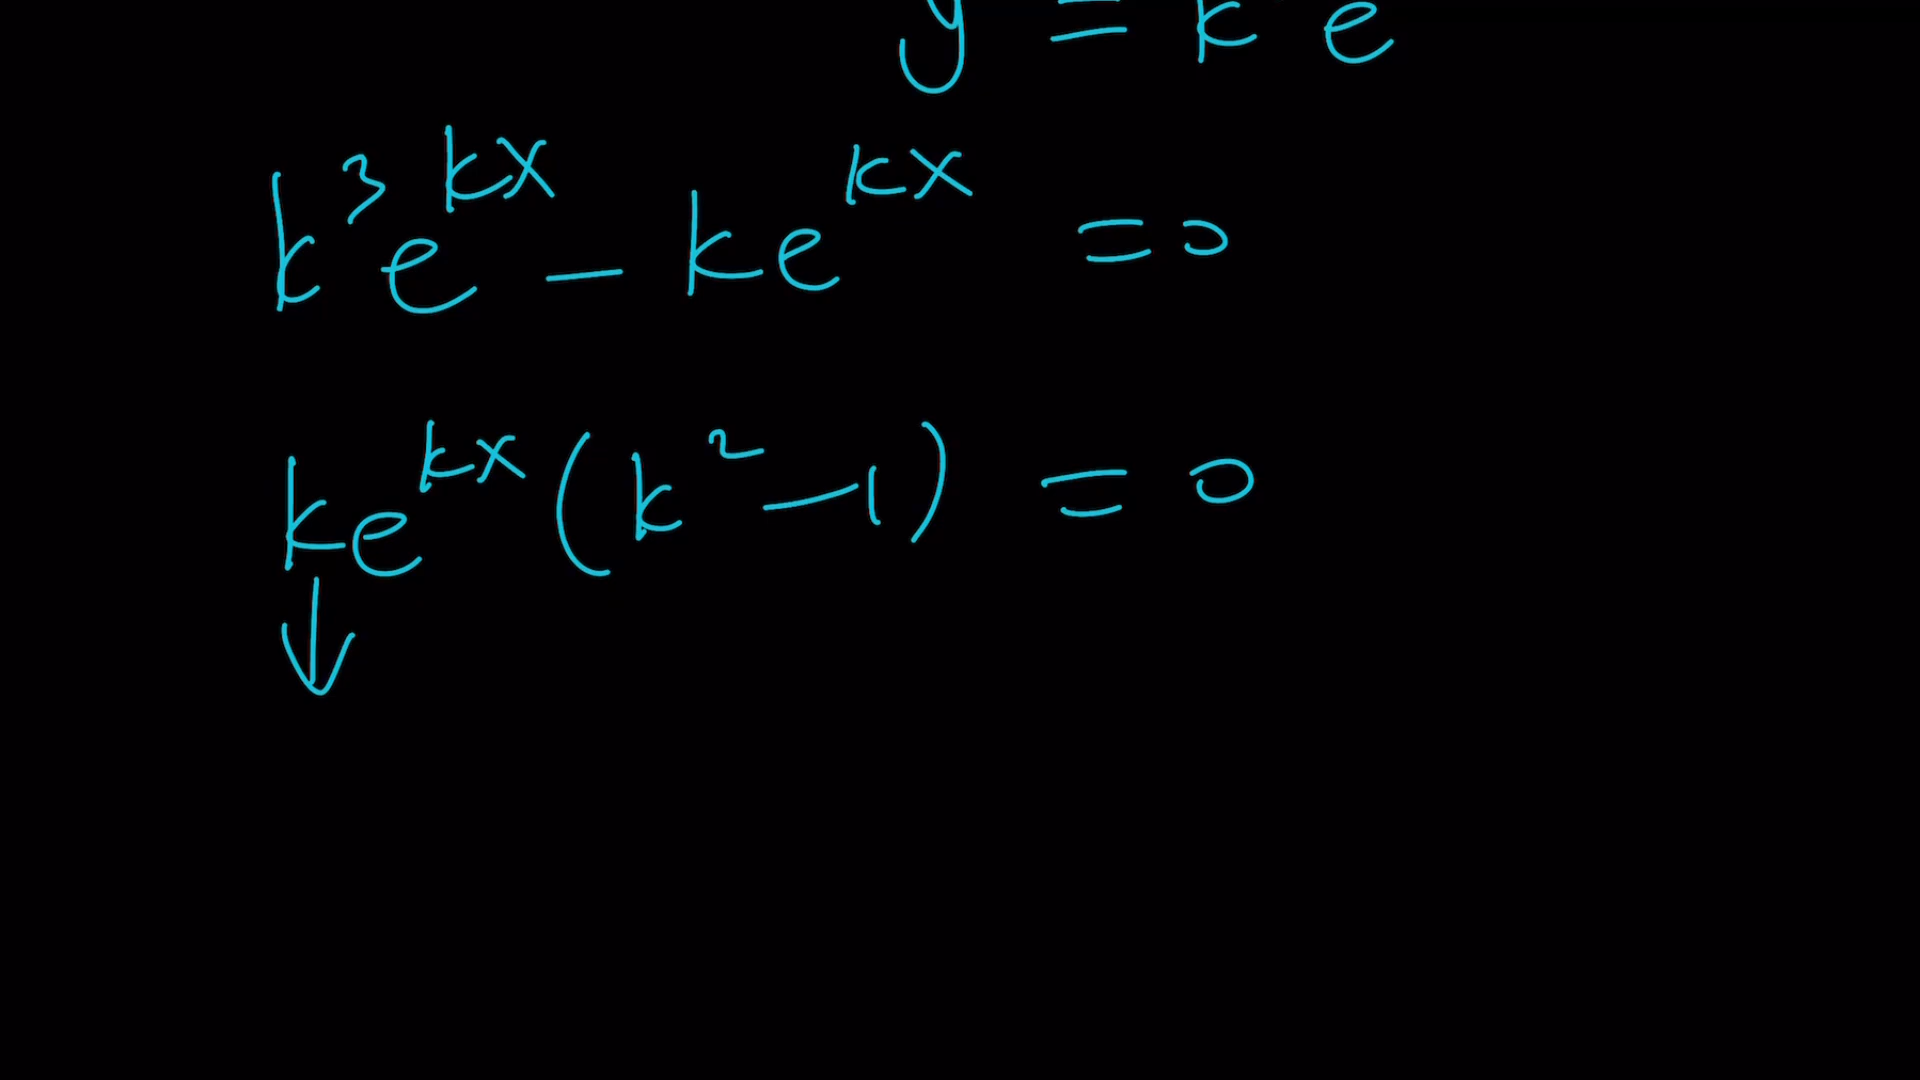 y = k e
k³e^{kx} - ke^{kx} = 0
ke^{kx}(k² - 1) = 0